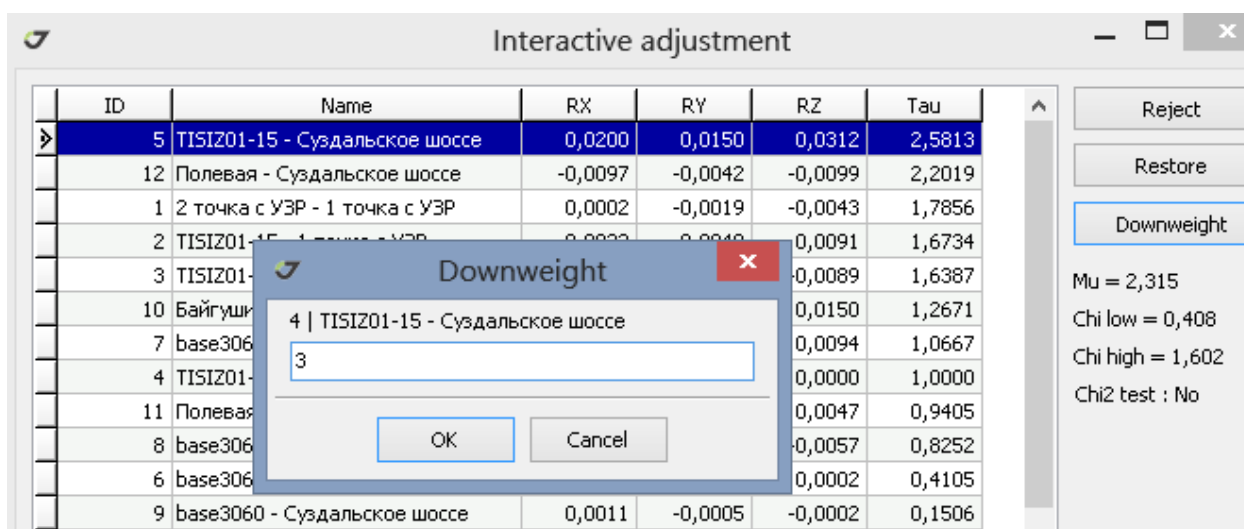 Interactive adjustment
ID Name RX RY RZ Tau
5 TISIZ01-15 - Суздальское шоссе 0,0200 0,0150 0,0312 2,5813
12 Полевая - Суздальское шоссе -0,0097 -0,0042 -0,0099 2,2019
1 2 точка с УЗР - 1 точка с УЗР 0,0002 -0,0019 -0,0043 1,7856
2 TISIZ01-15 - 1 точка с УЗР 0,0091 1,6734
3 TISIZ01- 0,0089 1,6387
10 Байгуши 0,0150 1,2671
7 base306 0,0094 1,0667
4 TISIZ01- 0,0000 1,0000
11 Полевая 0,0047 0,9405
8 base306 0,0057 0,8252
6 base306 0,0002 0,4105
9 base3060 - Суздальское шоссе 0,0011 -0,0005 -0,0002 0,1506
Downweight
4 | TISIZ01-15 - Суздальское шоссе
3
OK Cancel
Reject
Restore
Downweight
Mu = 2,315
Chi low = 0,408
Chi high = 1,602
Chi2 test : No